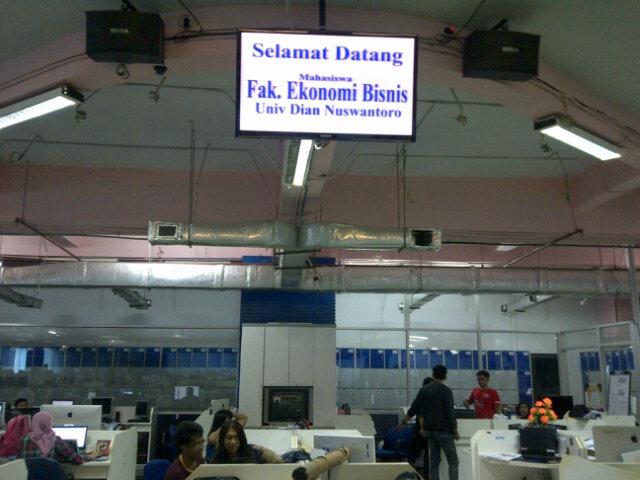 Selamat Datang
Mahasiswa
Fak. Ekonomi Bisnis
Univ Dian Nuswantoro